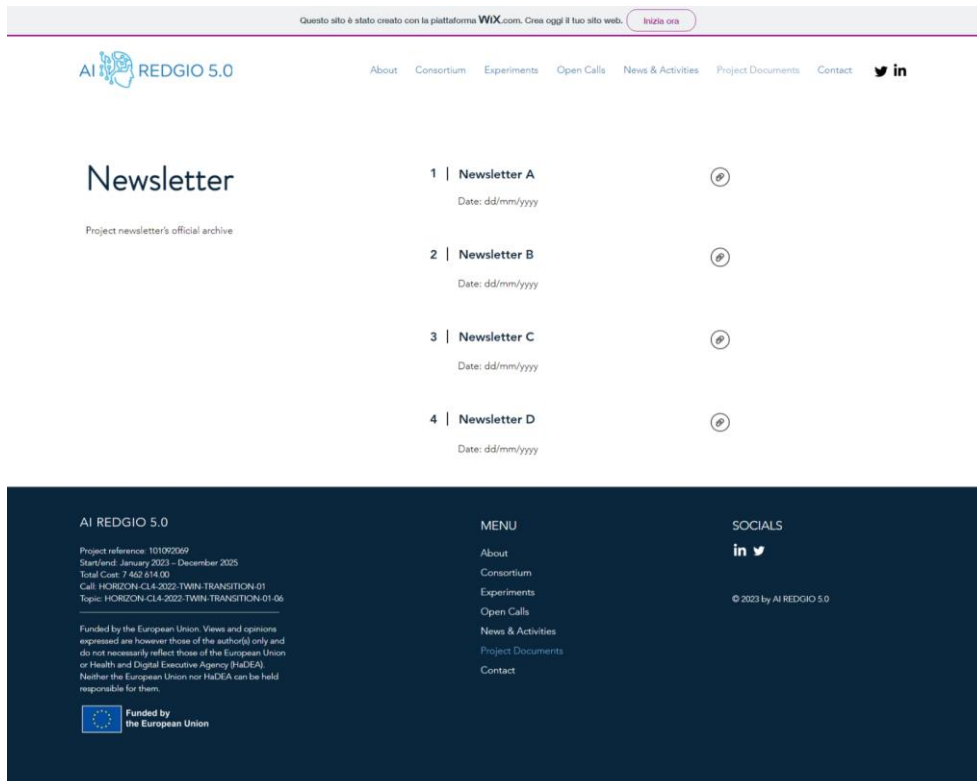 Questo sito è stato creato con la piattaforma WiX.com. Crea oggi il tuo sito web. Inizia ora
AI REDGIO 5.0
About Consortium Experiments Open Calls News & Activities Project Documents Contact
Newsletter
Project newsletter's official archive
1 | Newsletter A
Date: dd/mm/yyyy
2 | Newsletter B
Date: dd/mm/yyyy
3 | Newsletter C
Date: dd/mm/yyyy
4 | Newsletter D
Date: dd/mm/yyyy
AI REDGIO 5.0
Project reference: 101092069
Start/end: January 2023 – December 2025
Total Cost: 7 462 614.00
Call: HORIZON-CL4-2022-TWIN-TRANSITION-01
Topic: HORIZON-CL4-2022-TWIN-TRANSITION-01-06
Funded by the European Union. Views and opinions
expressed are however those of the author(s) only and
do not necessarily reflect those of the European Union
or Health and Digital Executive Agency (HaDEA).
Neither the European Union nor HaDEA can be held
responsible for them.
Funded by
the European Union
MENU
About
Consortium
Experiments
Open Calls
News & Activities
Project Documents
Contact
SOCIALS
© 2023 by AI REDGIO 5.0